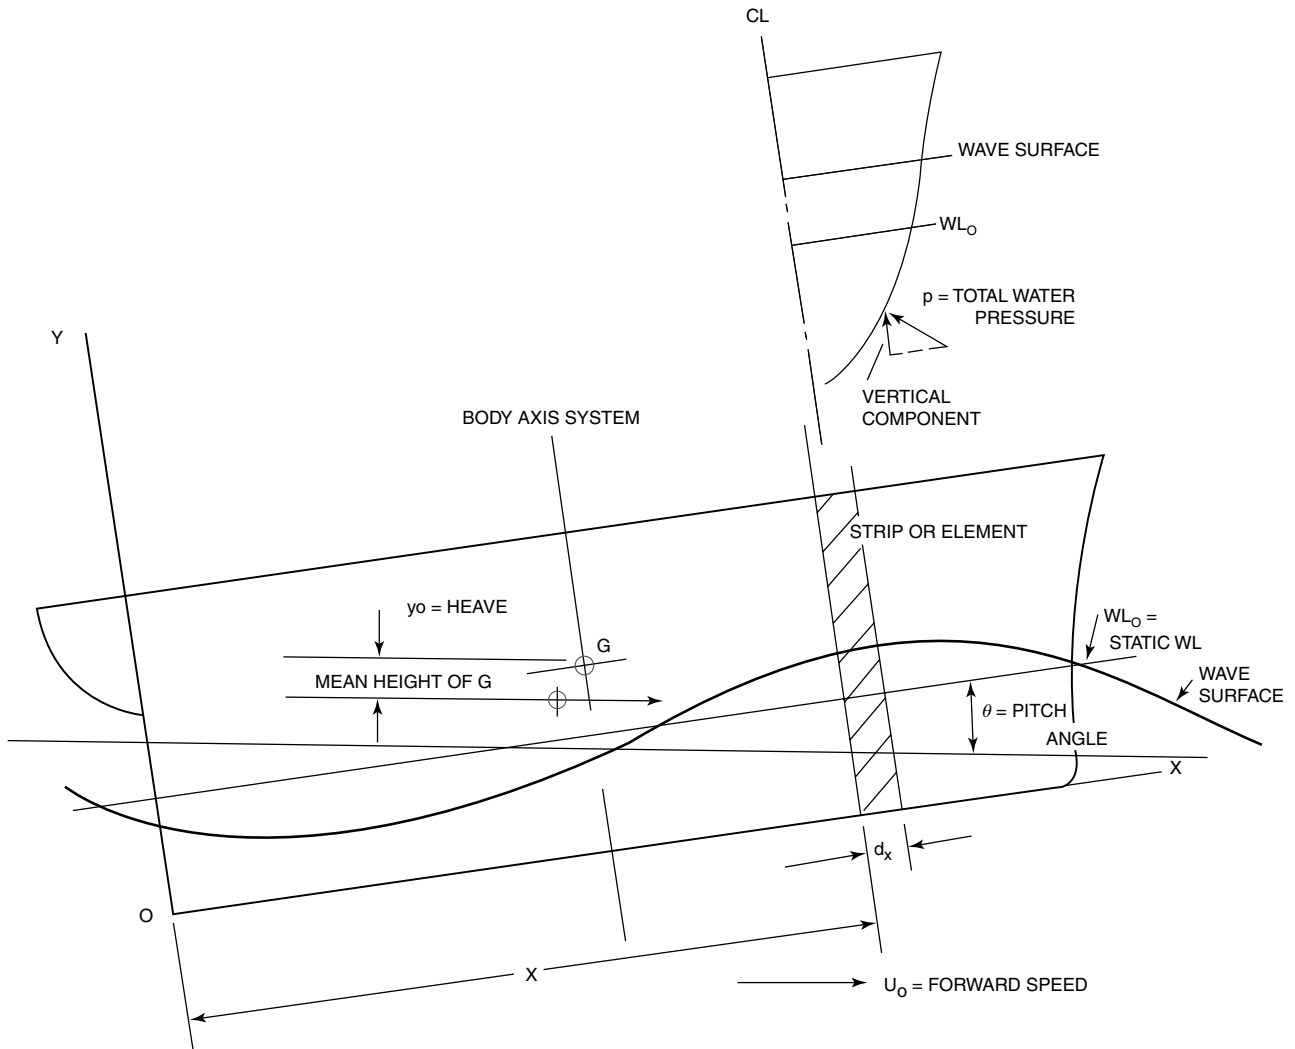 CL
WAVE SURFACE
WLO
p = TOTAL WATER
PRESSURE
VERTICAL
COMPONENT
Y
BODY AXIS SYSTEM
STRIP OR ELEMENT
yo = HEAVE
G
MEAN HEIGHT OF G
WLO =
STATIC WL
WAVE
SURFACE
θ = PITCH
ANGLE
X
dx
O
X
Uo = FORWARD SPEED